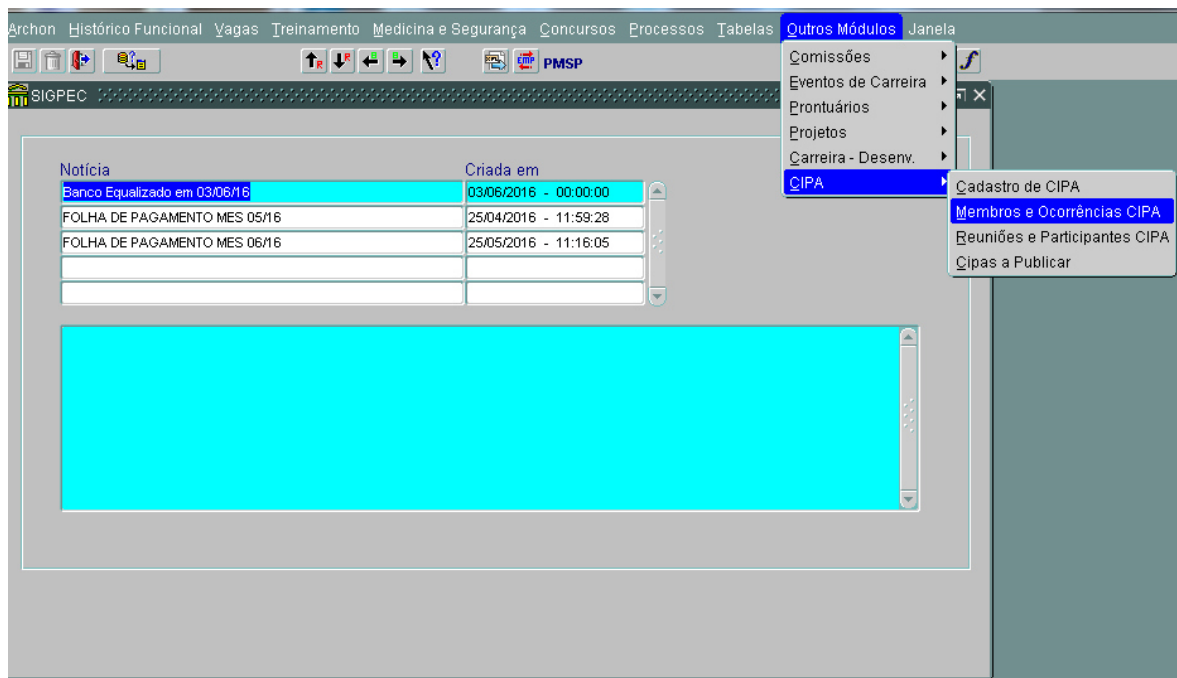 Archon Histórico Funcional Vagas Treinamento Medicina e Segurança Concursos Processos Tabelas Outros Módulos Janela
PMSP
Comissões
Eventos de Carreira
Prontuários
Projetos
Carreira - Desenv.
CIPA
Cadastro de CIPA
Membros e Ocorrências CIPA
Reuniões e Participantes CIPA
Cipas a Publicar
SIGPEC
Notícia Criada em
Banco Equalizado em 03/06/16 03/06/2016 - 00:00:00
FOLHA DE PAGAMENTO MES 05/16 25/04/2016 - 11:59:28
FOLHA DE PAGAMENTO MES 06/16 25/05/2016 - 11:16:05